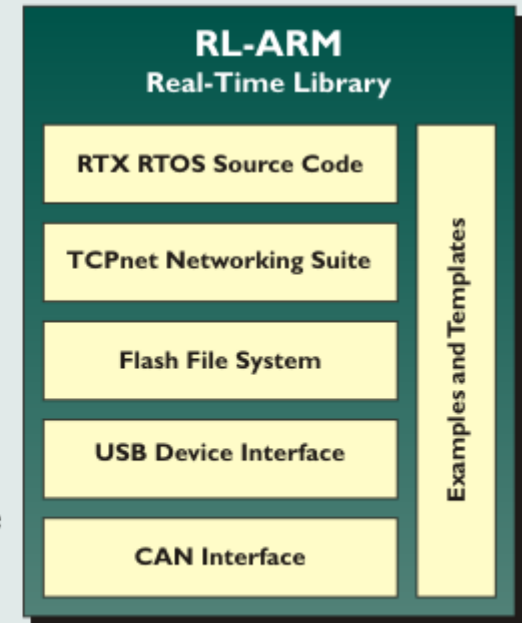 RL-ARM
Real-Time Library
RTX RTOS Source Code
TCPnet Networking Suite
Flash File System
USB Device Interface
CAN Interface
Examples and Templates